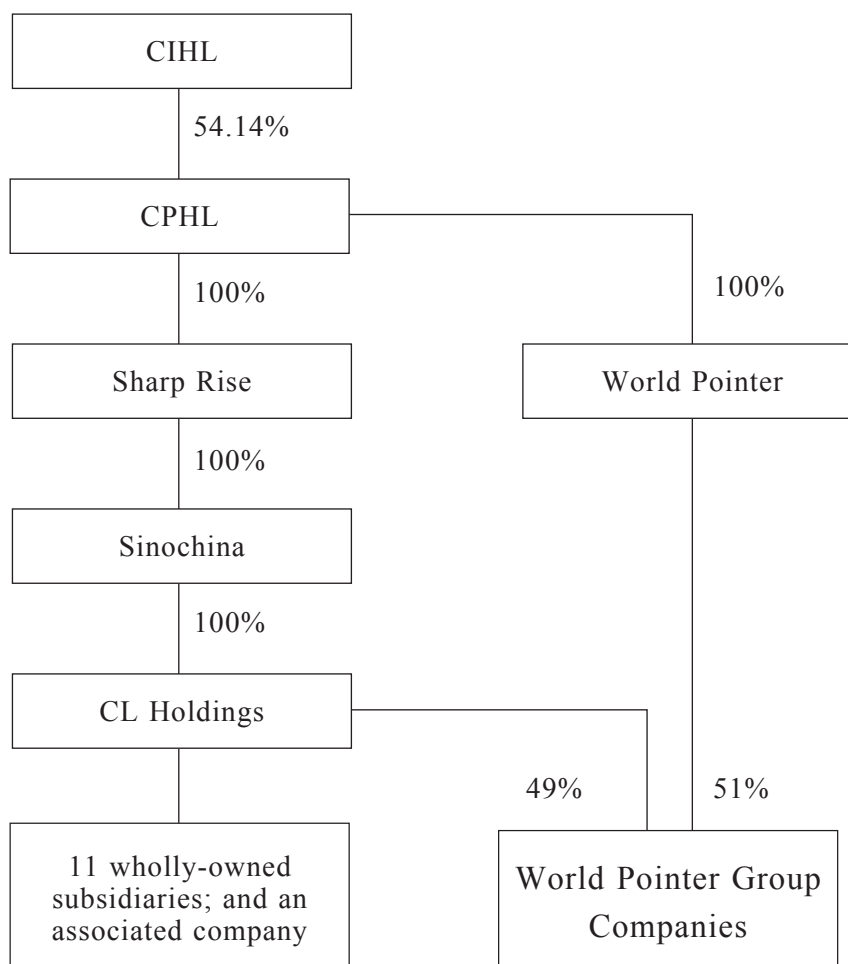 CIHL
54.14%
CPHL
100%
100%
Sharp Rise
World Pointer
100%
Sinochina
100%
CL Holdings
49%
51%
11 wholly-owned
subsidiaries; and an
associated company
World Pointer Group
Companies